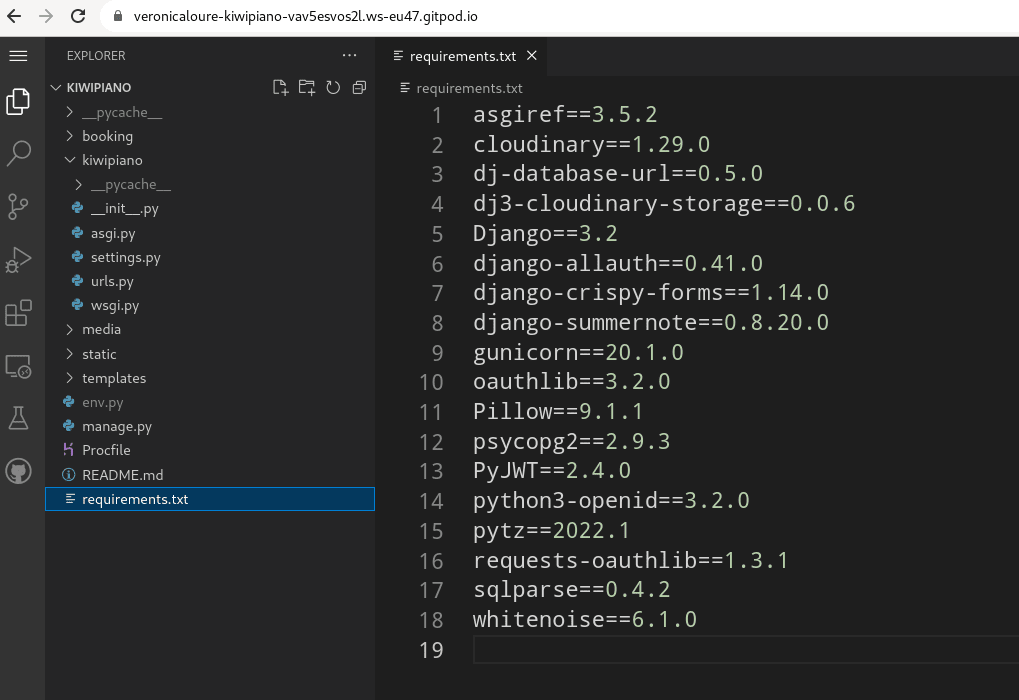 veronicaloure-kiwipiano-vav5esvos2l.ws-eu47.gitpod.io
EXPLORER
KIWIPIANO
__pycache__
booking
kiwipiano
__pycache__
__init__.py
asgi.py
settings.py
urls.py
wsgi.py
media
static
templates
env.py
manage.py
Procfile
README.md
requirements.txt
requirements.txt
requirements.txt
1 asgiref==3.5.2
2 cloudinary==1.29.0
3 dj-database-url==0.5.0
4 dj3-cloudinary-storage==0.0.6
5 Django==3.2
6 django-allauth==0.41.0
7 django-crispy-forms==1.14.0
8 django-summernote==0.8.20.0
9 gunicorn==20.1.0
10 oauthlib==3.2.0
11 Pillow==9.1.1
12 psycopg2==2.9.3
13 PyJWT==2.4.0
14 python3-openid==3.2.0
15 pytz==2022.1
16 requests-oauthlib==1.3.1
17 sqlparse==0.4.2
18 whitenoise==6.1.0
19